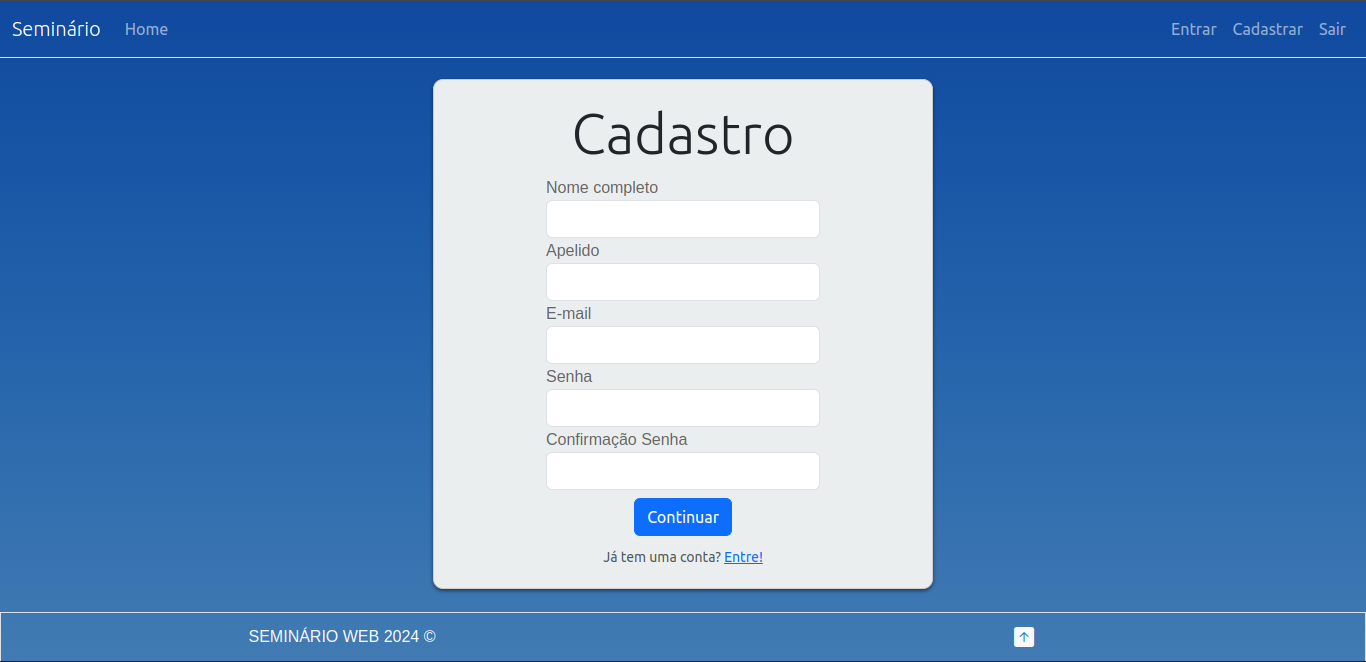 Seminário Home Entrar Cadastrar Sair
Cadastro
Nome completo
Apelido
E-mail
Senha
Confirmação Senha
Continuar
Já tem uma conta? Entre!
SEMINÁRIO WEB 2024 ©